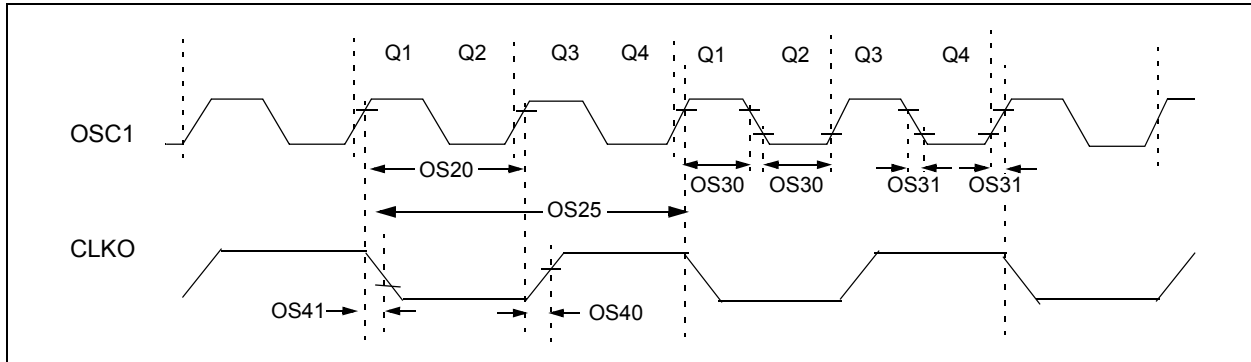 Q1 Q2 Q3 Q4 Q1 Q2 Q3 Q4
OSC1
OS20 OS30 OS30 OS31 OS31
OS25
CLKO
OS41 OS40